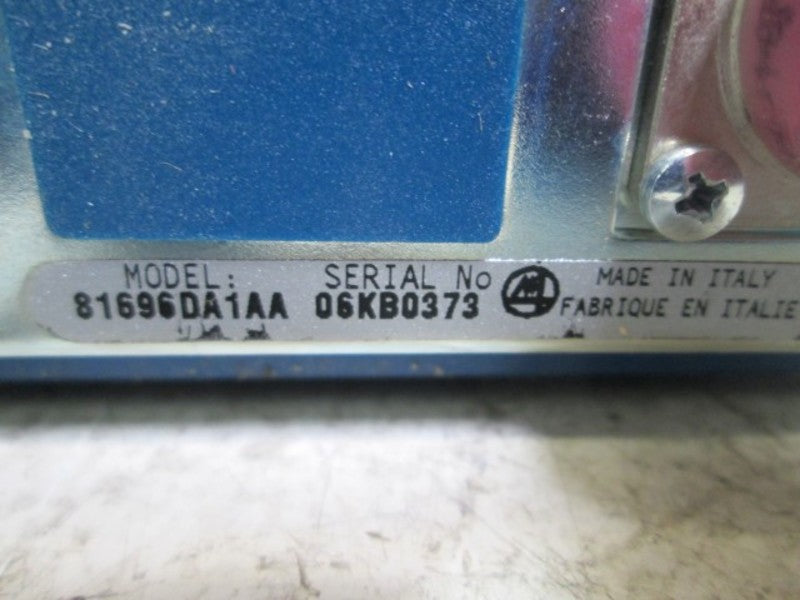 MODEL: SERIAL No MADE IN ITALY
81696DA1AA 06KB0373 FABRIQUE EN ITALIE